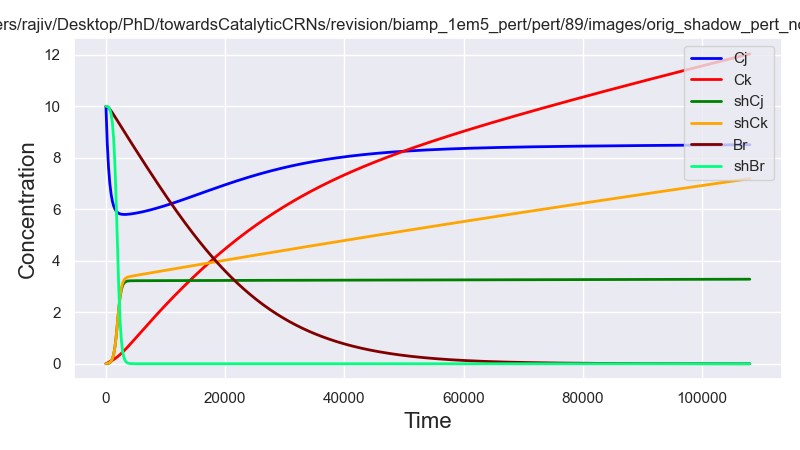 ers/rajiv/Desktop/PhD/towardsCatalyticCRNs/revision/biamp_1em5_pert/pert/89/images/orig_shadow_pert_no
12
10
8
6
4
2
0
Concentration
0 20000 40000 60000 80000 100000
Time
Cj
Ck
shCj
shCk
Br
shBr